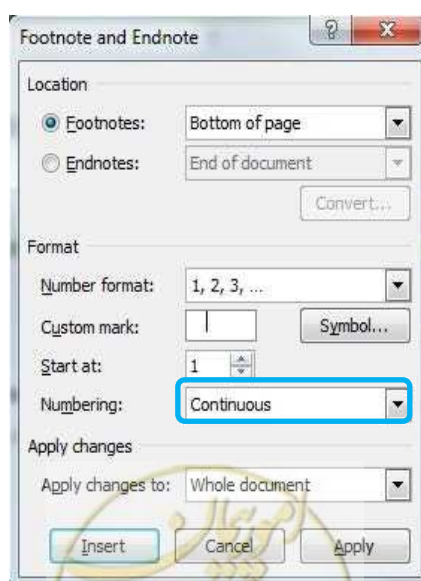 Footnote and Endnote
Location
Footnotes: Bottom of page
Endnotes: End of document
Convert...
Format
Number format: 1, 2, 3, ...
Custom mark: Symbol...
Start at: 1
Numbering: Continuous
Apply changes
Apply changes to: Whole document
Insert Cancel Apply